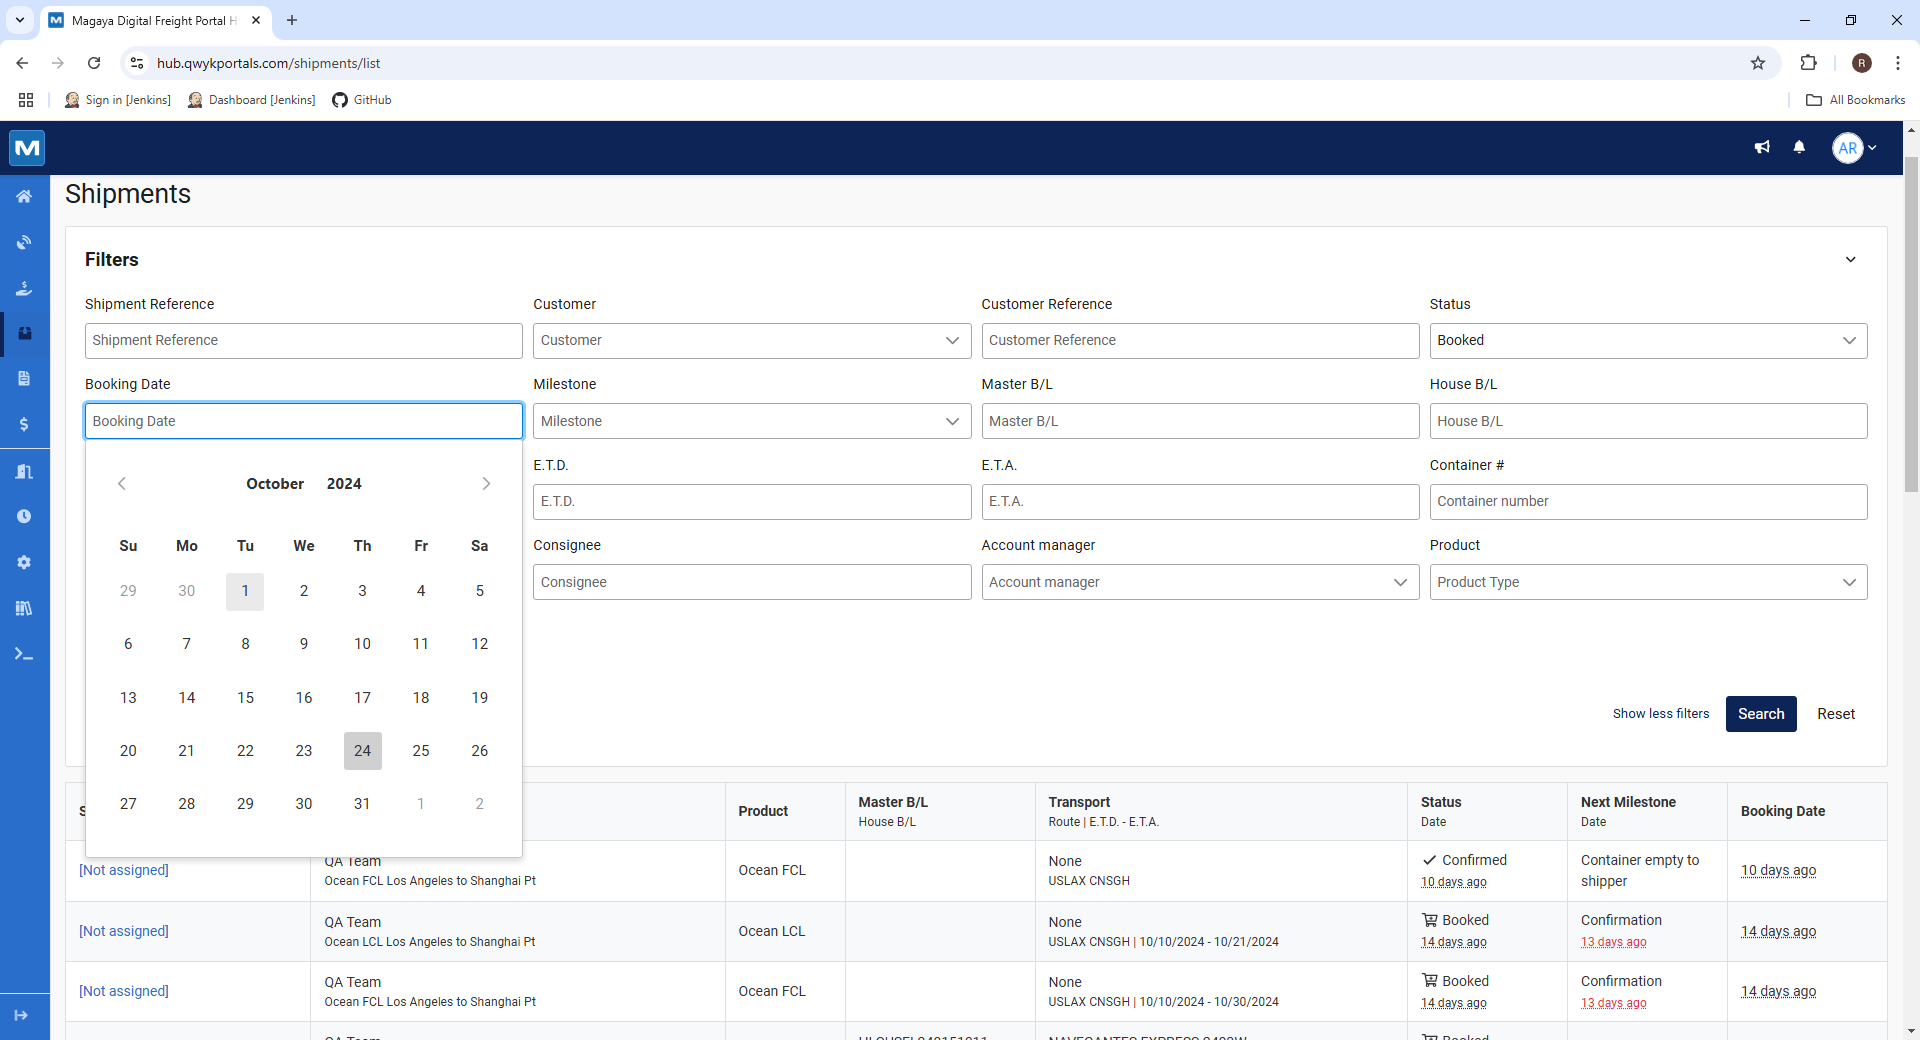 Magaya Digital Freight Portal H
hub.qwykportals.com/shipments/list
R
Sign in [Jenkins]
Dashboard [Jenkins]
GitHub
All Bookmarks
AR
Shipments
Filters
Shipment Reference
Customer
Customer Reference
Status
Shipment Reference
Customer
Customer Reference
Booked
Booking Date
Milestone
Master B/L
House B/L
Booking Date
Milestone
Master B/L
House B/L
E.T.D.
E.T.A.
Container #
E.T.D.
E.T.A.
Container number
Consignee
Account manager
Product
Consignee
Account manager
Product Type
October 2024
Su Mo Tu We Th Fr Sa
29 30 1 2 3 4 5
6 7 8 9 10 11 12
13 14 15 16 17 18 19
20 21 22 23 24 25 26
27 28 29 30 31 1 2
Show less filters
Search
Reset
Product
Master B/L
House B/L
Transport
Route | E.T.D. - E.T.A.
Status
Date
Next Milestone
Date
Booking Date
[Not assigned]
QA Team
Ocean FCL Los Angeles to Shanghai Pt
Ocean FCL
None
USLAX CNSGH
Confirmed
10 days ago
Container empty to
shipper
10 days ago
[Not assigned]
QA Team
Ocean LCL Los Angeles to Shanghai Pt
Ocean LCL
None
USLAX CNSGH | 10/10/2024 - 10/21/2024
Booked
14 days ago
Confirmation
13 days ago
14 days ago
[Not assigned]
QA Team
Ocean FCL Los Angeles to Shanghai Pt
Ocean FCL
None
USLAX CNSGH | 10/10/2024 - 10/30/2024
Booked
14 days ago
Confirmation
13 days ago
14 days ago
QA Team
Booked